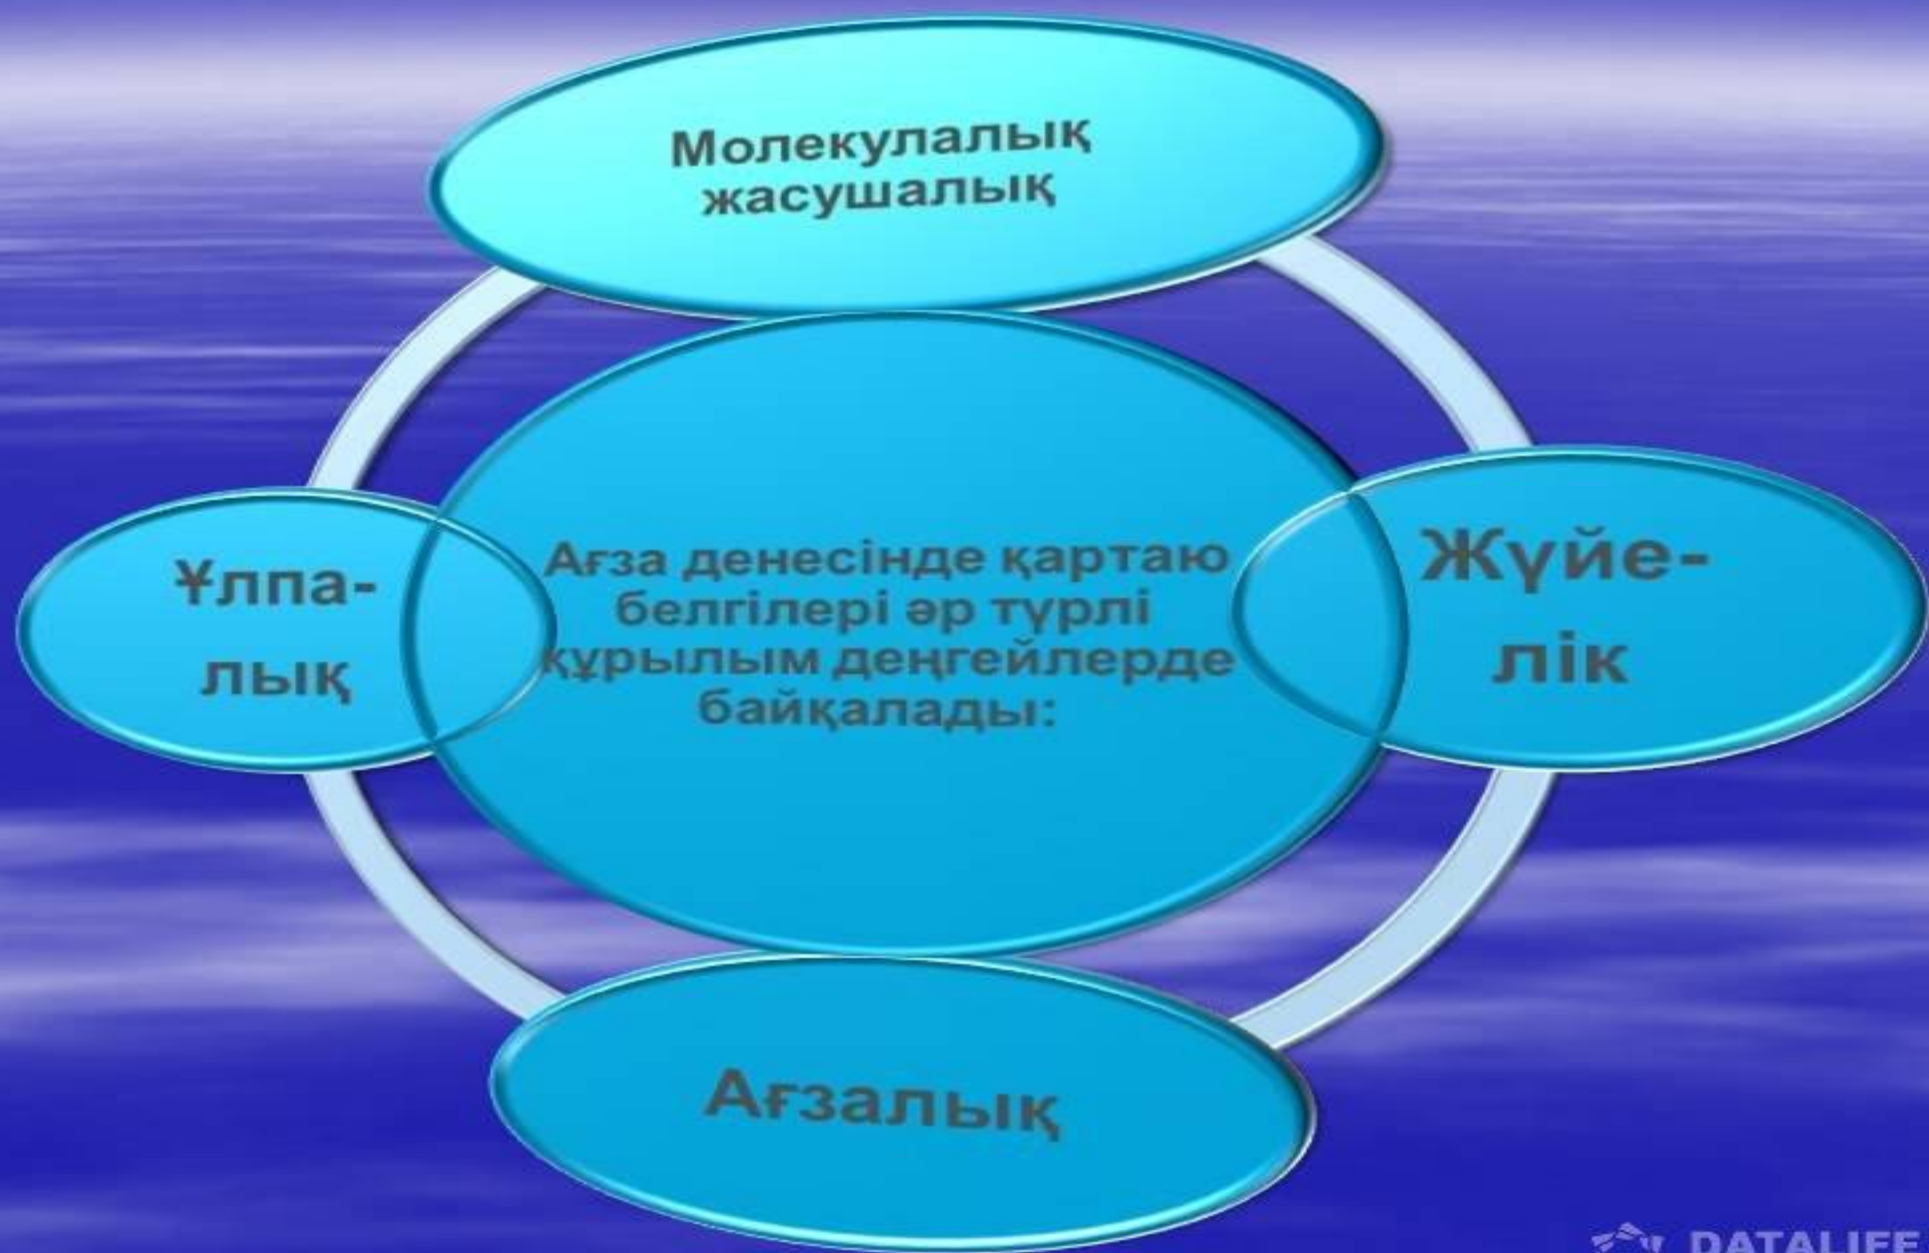 Молекулалық
жасушалық
Ұлпа-
лық
Ағза денесінде қартаю
белгілері әр түрлі
құрылым деңгейлерде
байқалады:
Жүйе-
лік
Ағзалық
DATALIFE